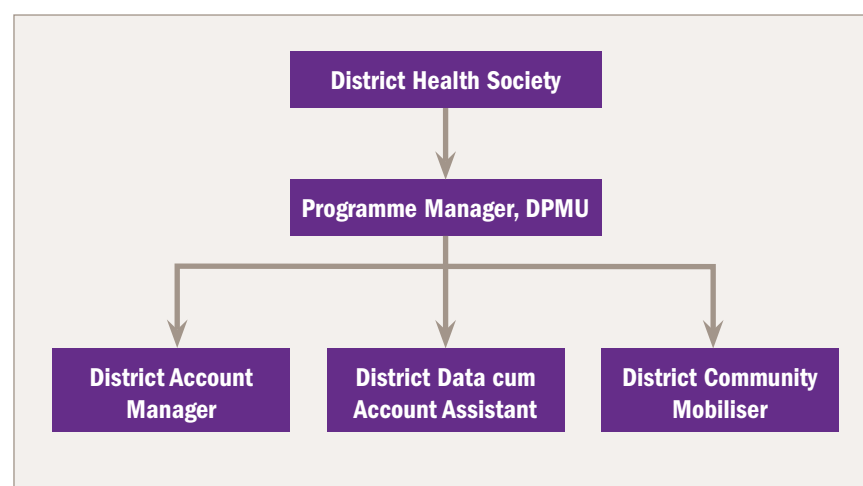 District Health Society
Programme Manager, DPMU
District Account
Manager
District Data cum
Account Assistant
District Community
Mobiliser